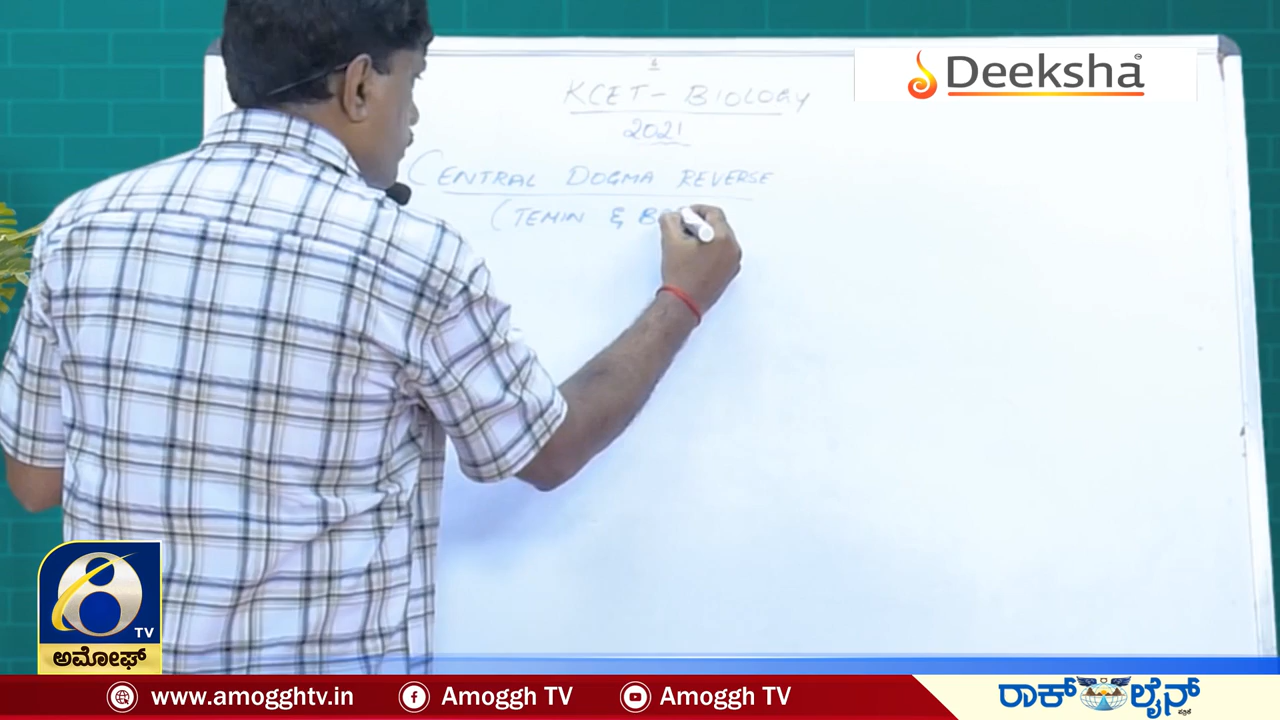 Deeksha
KCET - BIOLOGY
2021
CENTRAL DOGMA REVERSE
(TEMIN &
TV
ಅಮೋಘ್
www.amogghtv.in
Amoggh TV
Amoggh TV
ರಾಕ್ ಲೈನ್